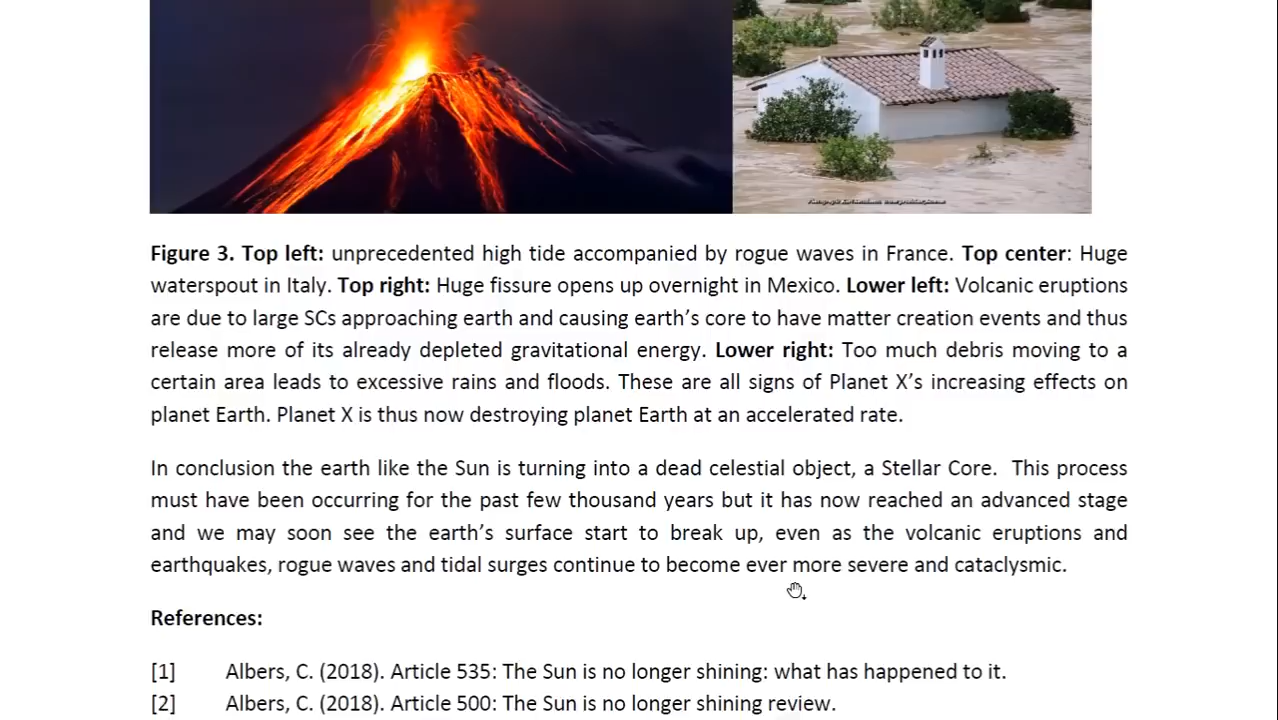 Figure 3. Top left: unprecedented high tide accompanied by rogue waves in France. Top center: Huge
waterspout in Italy. Top right: Huge fissure opens up overnight in Mexico. Lower left: Volcanic eruptions
are due to large SCs approaching earth and causing earth's core to have matter creation events and thus
release more of its already depleted gravitational energy. Lower right: Too much debris moving to a
certain area leads to excessive rains and floods. These are all signs of Planet X's increasing effects on
planet Earth. Planet X is thus now destroying planet Earth at an accelerated rate.
In conclusion the earth like the Sun is turning into a dead celestial object, a Stellar Core. This process
must have been occurring for the past few thousand years but it has now reached an advanced stage
and we may soon see the earth's surface start to break up, even as the volcanic eruptions and
earthquakes, rogue waves and tidal surges continue to become ever more severe and cataclysmic.
References:
[1] Albers, C. (2018). Article 535: The Sun is no longer shining: what has happened to it.
[2] Albers, C. (2018). Article 500: The Sun is no longer shining review.